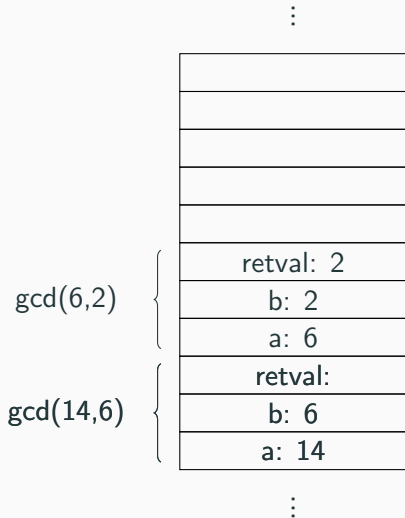 ⋮
retval: 2
gcd(6,2)
b: 2
a: 6
retval:
gcd(14,6)
b: 6
a: 14
⋮